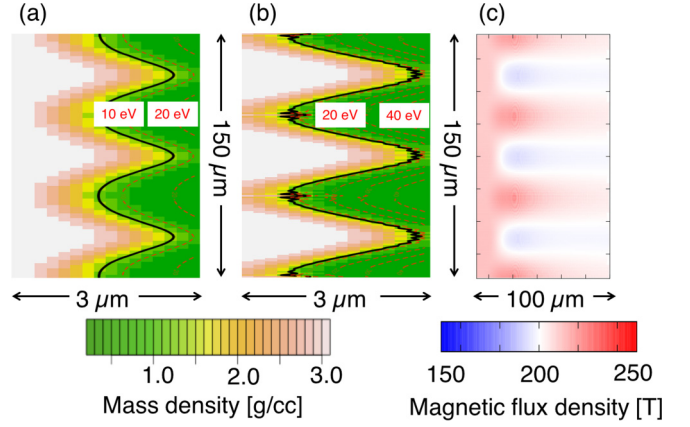 (a) (b) (c)
10 eV 20 eV 20 eV 40 eV
150 µm 150 µm
3 µm 3 µm 100 µm
1.0 2.0 3.0
Mass density [g/cc]
150 200 250
Magnetic flux density [T]